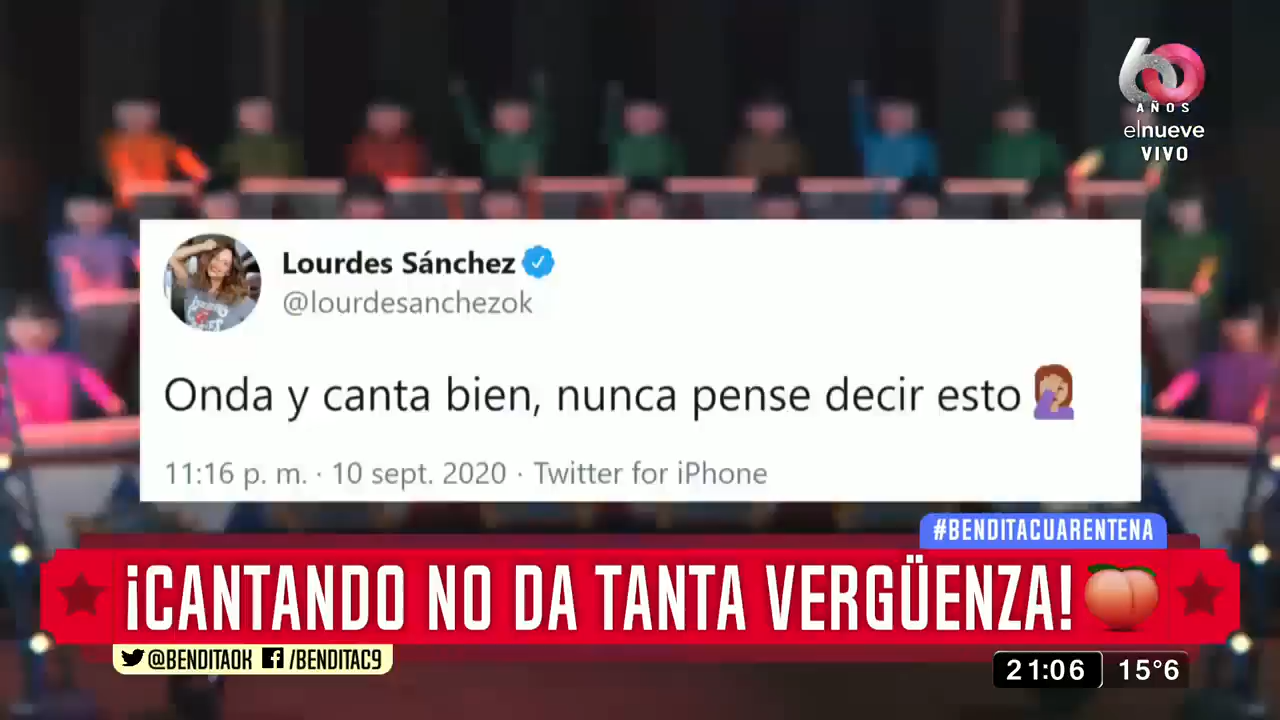 60
AÑOS
elnueve
VIVO
Lourdes Sánchez
@lourdesanchezok
Onda y canta bien, nunca pense decir esto🤦🏽‍♀️
11:16 p. m. · 10 sept. 2020 · Twitter for iPhone
#BENDITACUARENTENA
¡CANTANDO NO DA TANTA VERGÜENZA!🍑
@BENDITAOK /BENDITAC9
21:06 15°6